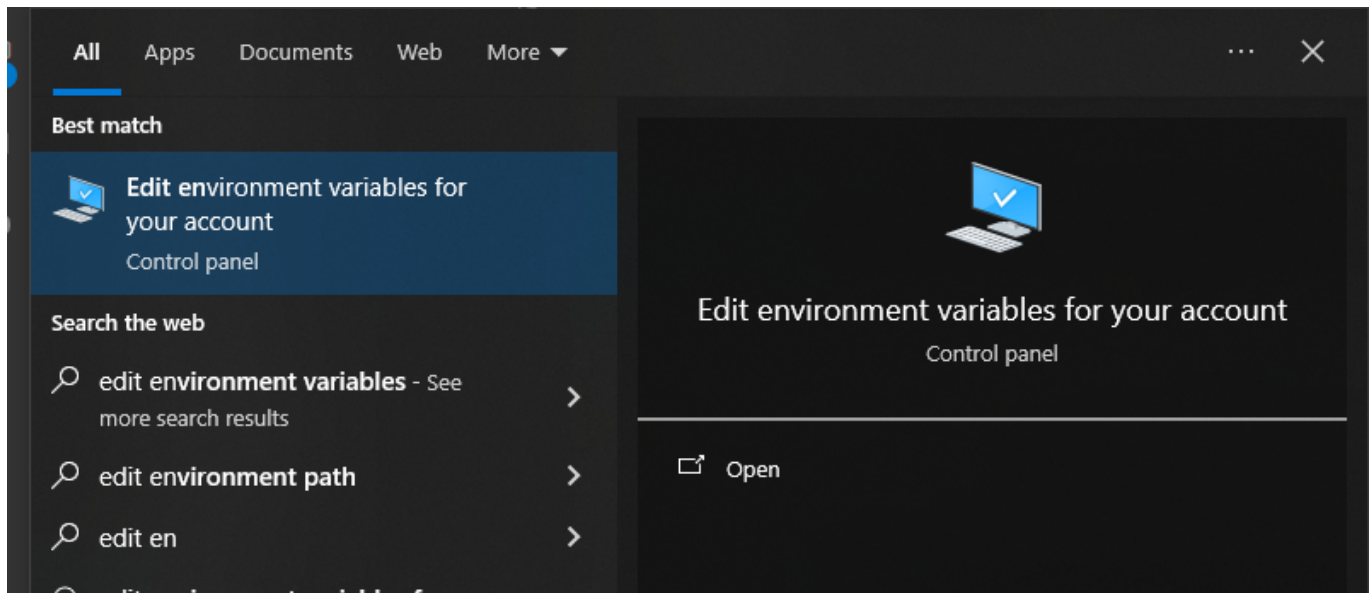 All Apps Documents Web More
Best match
Edit environment variables for
your account
Control panel
Search the web
edit environment variables - See
more search results
edit environment path
edit en
Edit environment variables for your account
Control panel
Open